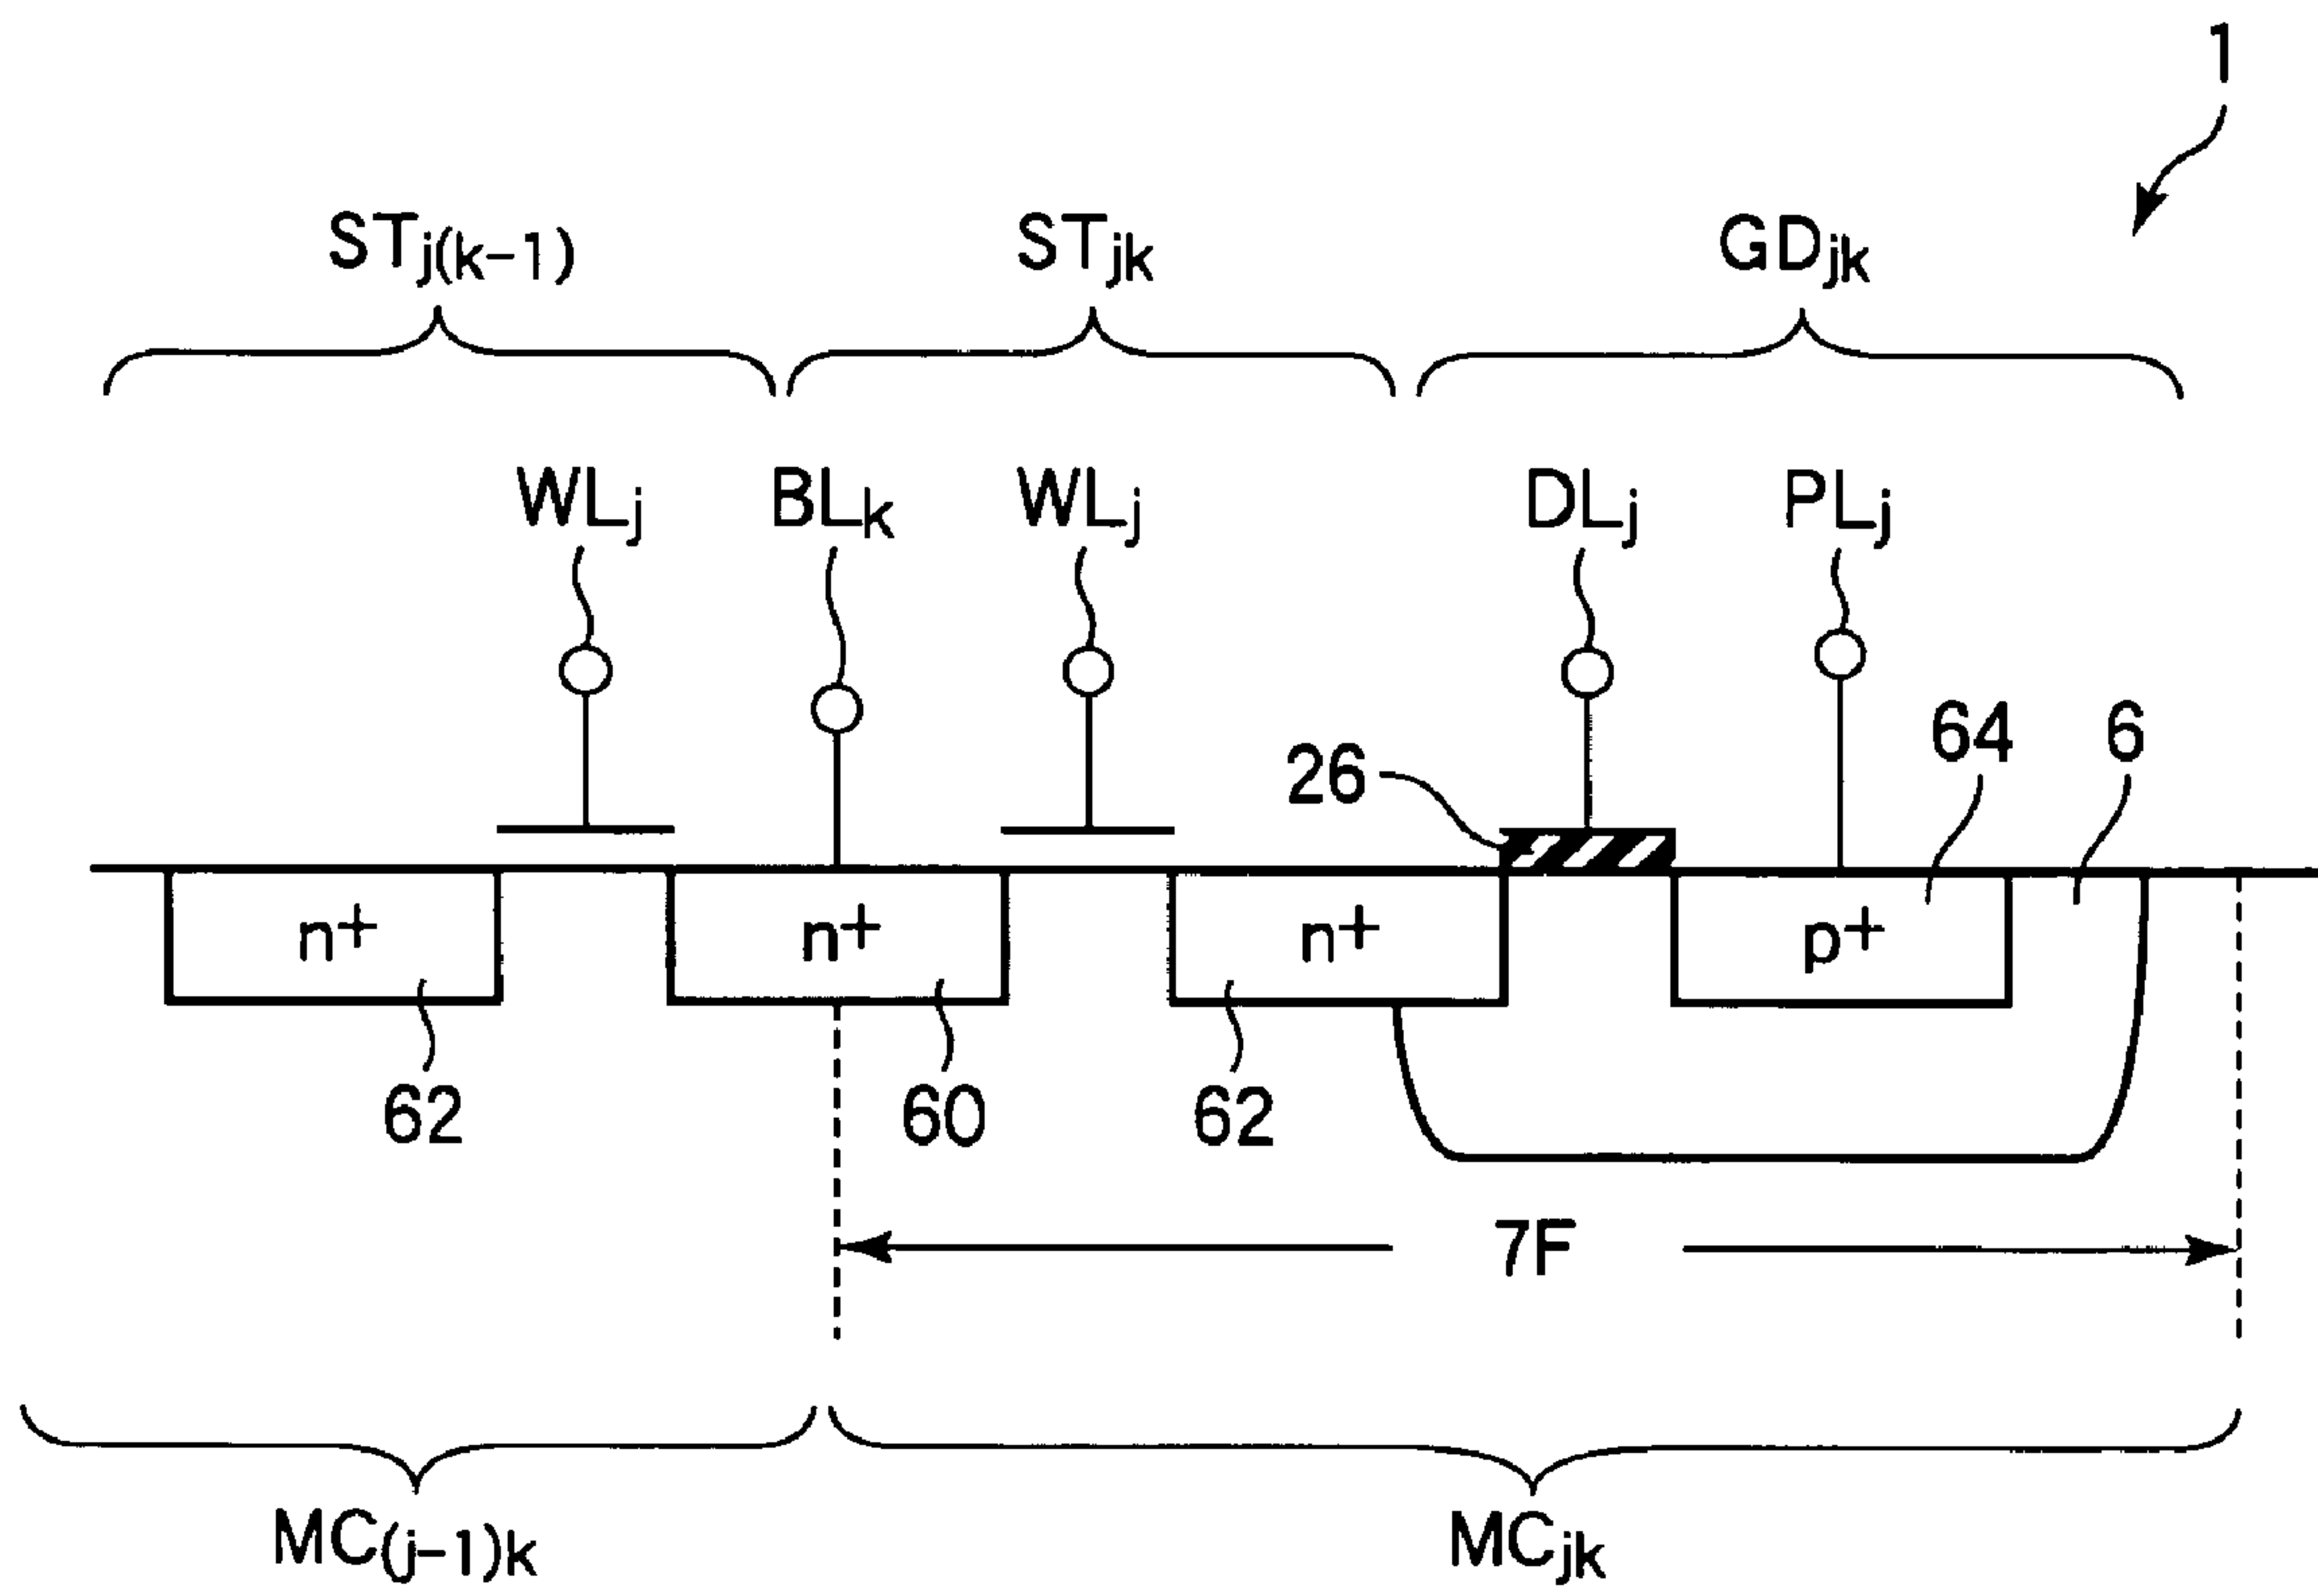 1
STj(k-1) STjk GDjk
WLj BLk WLj DLj PLj
26 64 6
n+ n+ n+ p+
62 60 62
7F
MC(j-1)k MCjk